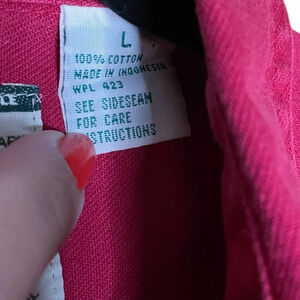 L
100% COTTON
MADE IN INDONESIA
WPL 423
SEE SIDESEAM
FOR CARE
INSTRUCTIONS